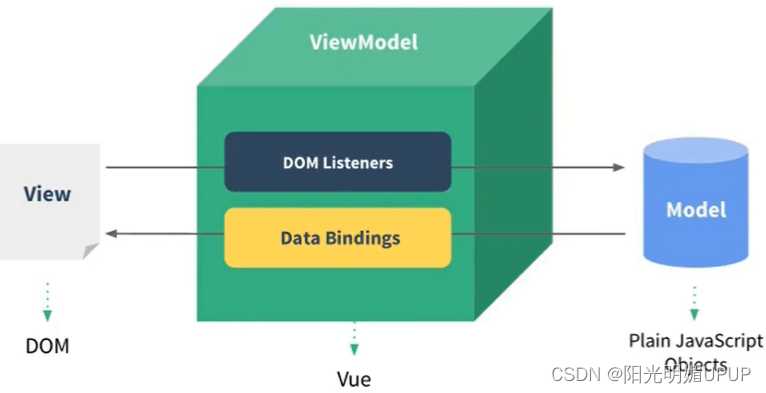 ViewModel
DOM Listeners
View
Model
Data Bindings
DOM
Vue
Plain JavaScript
Objects
CSDN @阳光明媚UPUP